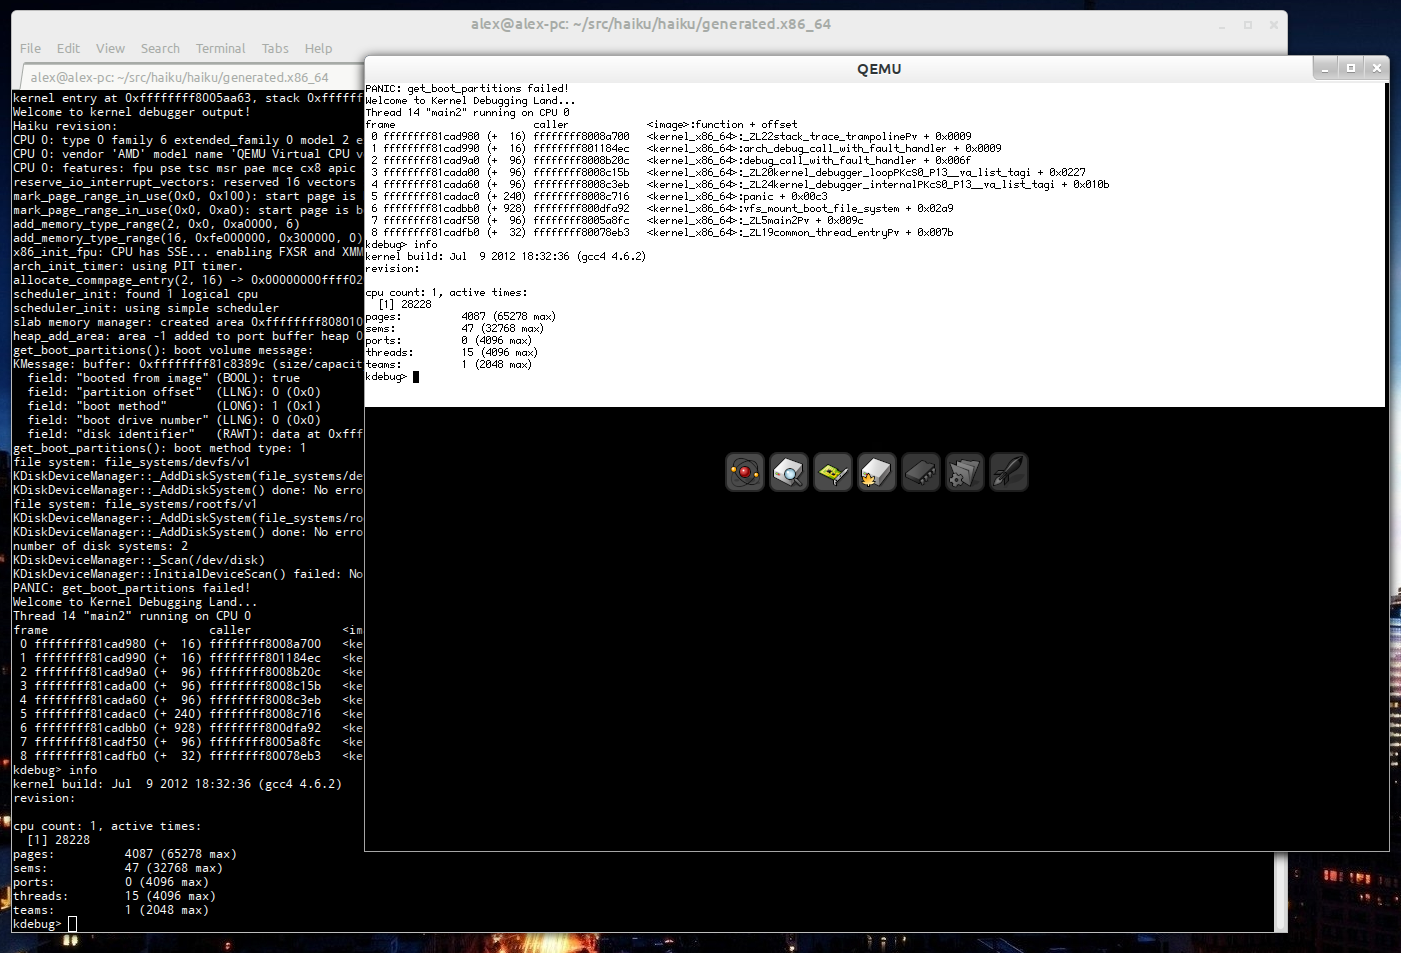 alex@alex-pc: ~/src/haiku/haiku/generated.x86_64
File Edit View Search Terminal Tabs Help
alex@alex-pc: ~/src/haiku/haiku/generated.x86_64
kernel entry at 0xffffffff8005aa63, stack 0xffffff
Welcome to kernel debugger output!
Haiku revision:
CPU 0: type 0 family 6 extended_family 0 model 2 e
CPU 0: vendor 'AMD' model name 'QEMU Virtual CPU v
CPU 0: features: fpu pse tsc msr pae mce cx8 apic
reserve_io_interrupt_vectors: reserved 16 vectors
mark_page_range_in_use(0x0, 0x100): start page is
mark_page_range_in_use(0x0, 0xa0): start page is b
add_memory_type_range(2, 0x0, 0xa0000, 6)
add_memory_type_range(16, 0xfe000000, 0x300000, 0)
x86_init_fpu: CPU has SSE... enabling FXSR and XMM
arch_init_timer: using PIT timer.
allocate_commpage_entry(2, 16) -> 0x00000000ffff02
scheduler_init: found 1 logical cpu
scheduler_init: using simple scheduler
slab memory manager: created area 0xffffffff808010
heap_add_area: area -1 added to port buffer heap 0
get_boot_partitions(): boot volume message:
KMessage: buffer: 0xffffffff81c8389c (size/capacit
field: "booted from image" (BOOL): true
field: "partition offset" (LLNG): 0 (0x0)
field: "boot method" (LONG): 1 (0x1)
field: "boot drive number" (LLNG): 0 (0x0)
field: "disk identifier" (RAWT): data at 0xfff
get_boot_partitions(): boot method type: 1
file system: file_systems/devfs/v1
KDiskDeviceManager::_AddDiskSystem(file_systems/de
KDiskDeviceManager::_AddDiskSystem() done: No erro
file system: file_systems/rootfs/v1
KDiskDeviceManager::_AddDiskSystem(file_systems/ro
KDiskDeviceManager::_AddDiskSystem() done: No erro
number of disk systems: 2
KDiskDeviceManager::_Scan(/dev/disk)
KDiskDeviceManager::InitialDeviceScan() failed: No
PANIC: get_boot_partitions failed!
Welcome to Kernel Debugging Land...
Thread 14 "main2" running on CPU 0
frame caller <im
0 ffffffff81cad980 (+ 16) ffffffff8008a700 <ke
1 ffffffff81cad990 (+ 16) ffffffff801184ec <ke
2 ffffffff81cad9a0 (+ 96) ffffffff8008b20c <ke
3 ffffffff81cada00 (+ 96) ffffffff8008c15b <ke
4 ffffffff81cada60 (+ 96) ffffffff8008c3eb <ke
5 ffffffff81cadac0 (+ 240) ffffffff8008c716 <ke
6 ffffffff81cadbb0 (+ 928) ffffffff800dfa92 <ke
7 ffffffff81cadf50 (+ 96) ffffffff8005a8fc <ke
8 ffffffff81cadfb0 (+ 32) ffffffff80078eb3 <ke
kdebug> info
kernel build: Jul 9 2012 18:32:36 (gcc4 4.6.2)
revision:
cpu count: 1, active times:
[1] 28228
pages: 4087 (65278 max)
sems: 47 (32768 max)
ports: 0 (4096 max)
threads: 15 (4096 max)
teams: 1 (2048 max)
kdebug>
QEMU
PANIC: get_boot_partitions failed!
Welcome to Kernel Debugging Land...
Thread 14 "main2" running on CPU 0
frame caller <image>:function + offset
0 ffffffff81cad980 (+ 16) ffffffff8008a700 <kernel_x86_64>:_ZL22stack_trace_trampolinePv + 0x0009
1 ffffffff81cad990 (+ 16) ffffffff801184ec <kernel_x86_64>:arch_debug_call_with_fault_handler + 0x0009
2 ffffffff81cad9a0 (+ 96) ffffffff8008b20c <kernel_x86_64>:debug_call_with_fault_handler + 0x006f
3 ffffffff81cada00 (+ 96) ffffffff8008c15b <kernel_x86_64>:_ZL20kernel_debugger_loopPKcS0_P13__va_list_tagi + 0x0227
4 ffffffff81cada60 (+ 96) ffffffff8008c3eb <kernel_x86_64>:_ZL24kernel_debugger_internalPKcS0_P13__va_list_tagi + 0x010b
5 ffffffff81cadac0 (+ 240) ffffffff8008c716 <kernel_x86_64>:panic + 0x00c3
6 ffffffff81cadbb0 (+ 928) ffffffff800dfa92 <kernel_x86_64>:vfs_mount_boot_file_system + 0x02a9
7 ffffffff81cadf50 (+ 96) ffffffff8005a8fc <kernel_x86_64>:_ZL5main2Pv + 0x009c
8 ffffffff81cadfb0 (+ 32) ffffffff80078eb3 <kernel_x86_64>:_ZL19common_thread_entryPv + 0x007b
kdebug> info
kernel build: Jul 9 2012 18:32:36 (gcc4 4.6.2)
revision:
cpu count: 1, active times:
[1] 28228
pages: 4087 (65278 max)
sems: 47 (32768 max)
ports: 0 (4096 max)
threads: 15 (4096 max)
teams: 1 (2048 max)
kdebug>